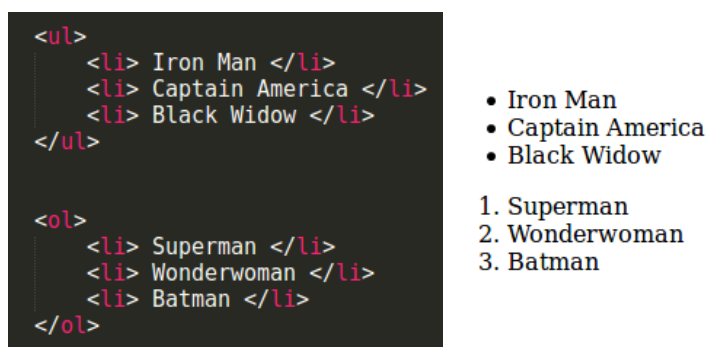 <ul>
<li> Iron Man </li>
<li> Captain America </li>
<li> Black Widow </li>
</ul>
<ol>
<li> Superman </li>
<li> Wonderwoman </li>
<li> Batman </li>
</ol>
• Iron Man
• Captain America
• Black Widow
1. Superman
2. Wonderwoman
3. Batman